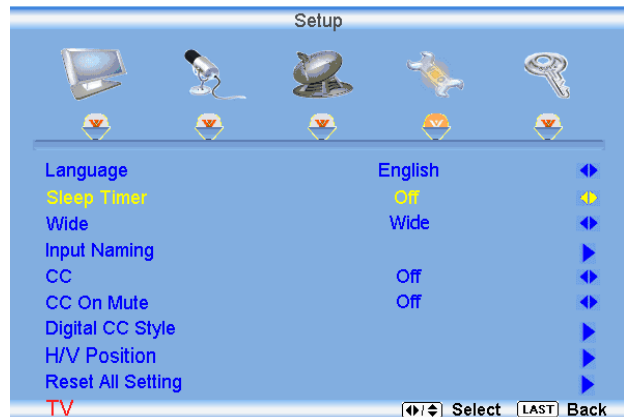 Setup
Language English
Sleep Timer Off
Wide Wide
Input Naming
CC Off
CC On Mute Off
Digital CC Style
H/V Position
Reset All Setting
TV Select LAST Back